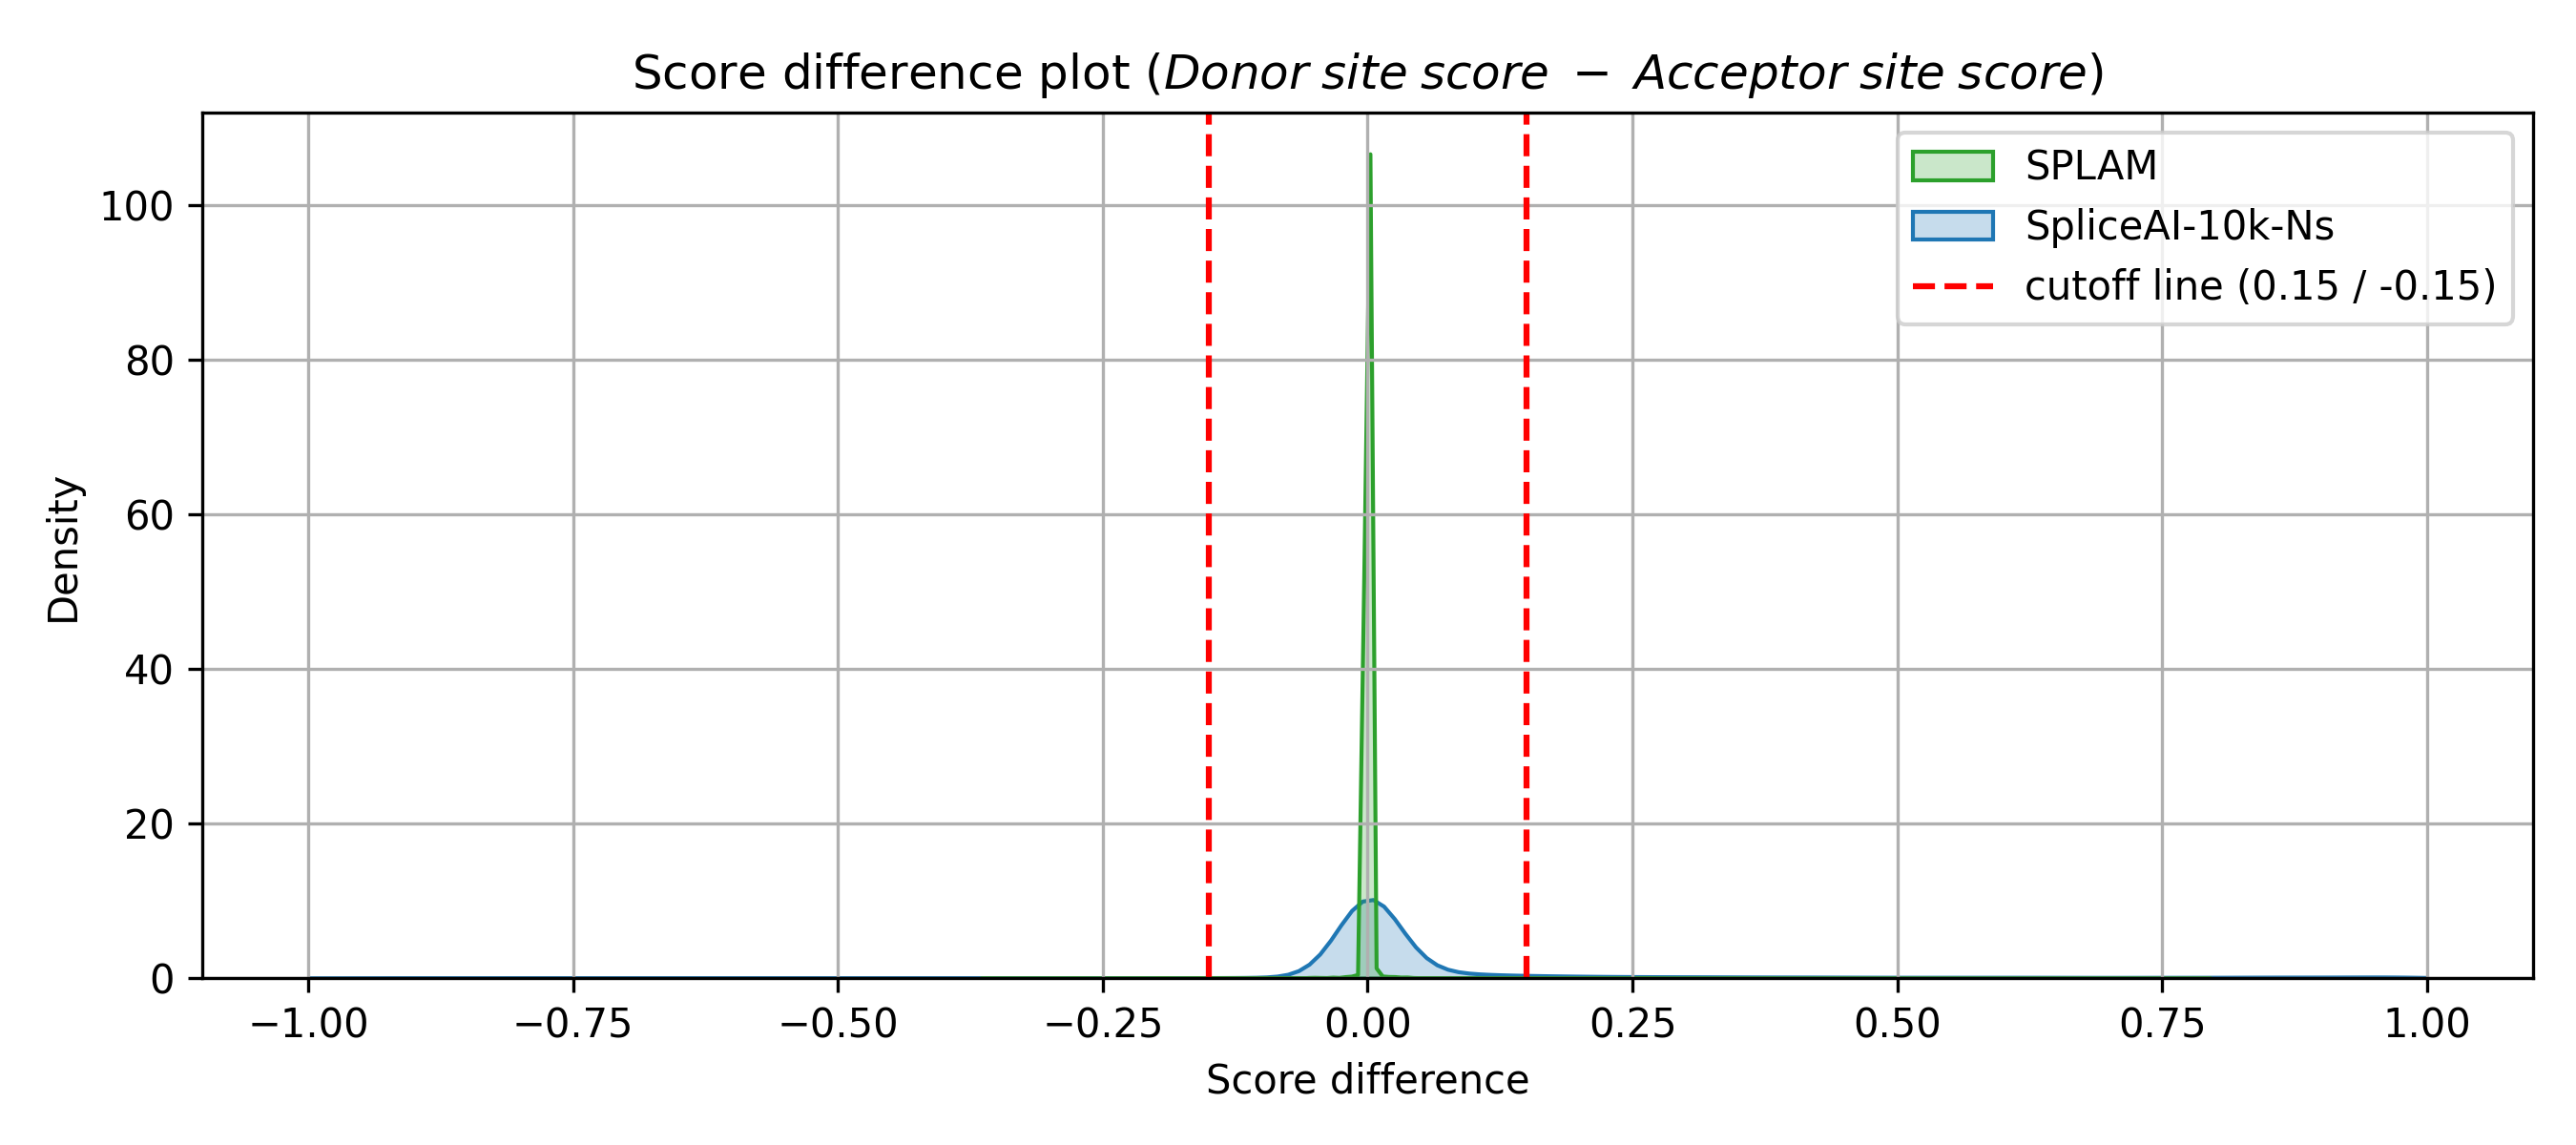 Score difference plot (Donor site score − Acceptor site score)
SPLAM
SpliceAI-10k-Ns
cutoff line (0.15 / -0.15)
Density
100
80
60
40
20
0
−1.00 −0.75 −0.50 −0.25 0.00 0.25 0.50 0.75 1.00
Score difference